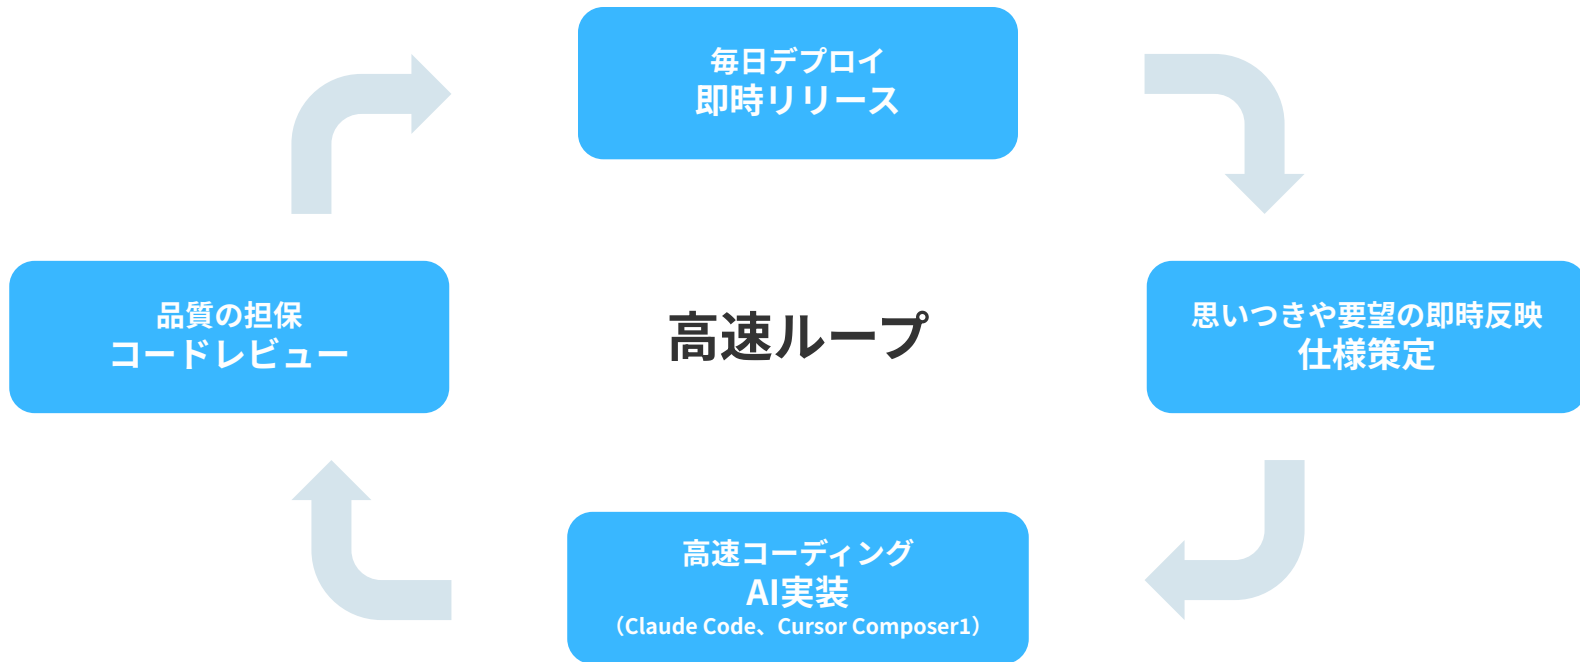 毎日デプロイ
即時リリース
品質の担保
コードレビュー
高速ループ
思いつきや要望の即時反映
仕様策定
高速コーディング
AI実装
（Claude Code、Cursor Composer1）